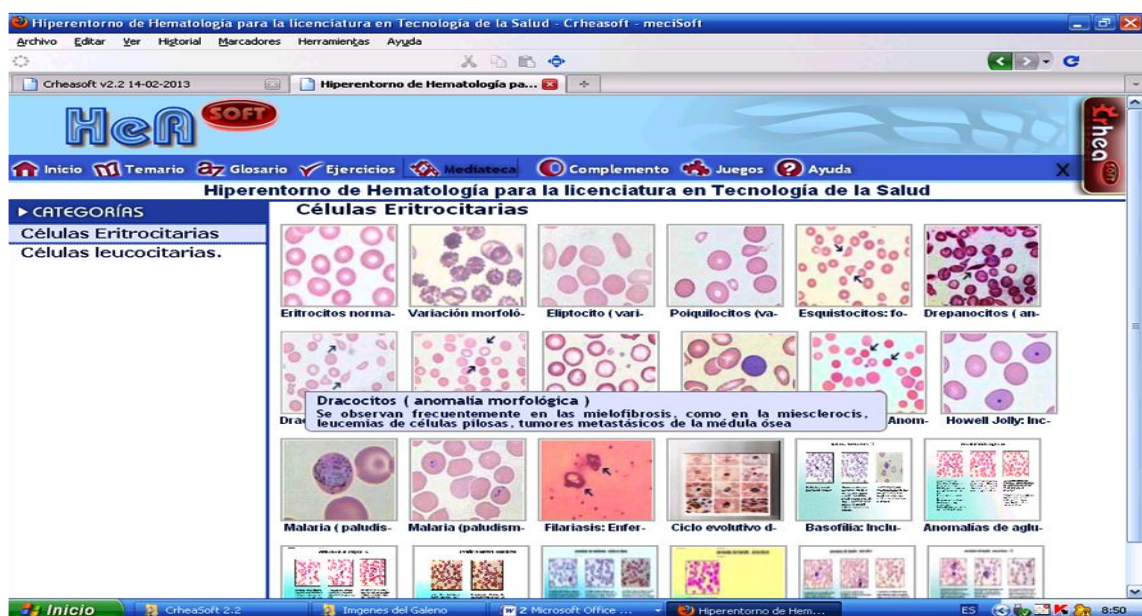 Hiperentorno de Hematología para la licenciatura en Tecnología de la Salud - Crheasoft - meciSoft
Archivo Editar Ver Historial Marcadores Herramientas Ayuda
Crheasoft v2.2 14-02-2013
Hiperentorno de Hematología pa...
HeA SOFT
Crhea SOFT
Inicio Temario az Glosario Ejercicios Mediateca Complemento Juegos Ayuda X
Hiperentorno de Hematología para la licenciatura en Tecnología de la Salud
CATEGORÍAS
Células Eritrocitarias
Células leucocitarias.
Células Eritrocitarias
Eritrocitos norma- Variación morfoló- Eliptocito ( vari- Poiquilocitos (va- Esquistocitos: fo- Drepanocitos ( an-
Dracocitos ( anomalía morfológica )
Se observan frecuentemente en las mielofibrosis, como en la miesclerocis,
leucemias de células pilosas, tumores metastásicos de la médula ósea
Dra Anom- Howell Jolly: Inc-
Malaria ( paludis- Malaria (paludism- Filariasis: Enfer- Ciclo evolutivo d- Basofilia: Inclu- Anomalías de aglu-
Inicio CrheaSoft 2.2 Imgenes del Galeno 2 Microsoft Office ... Hiperentorno de Hem... ES 8:50